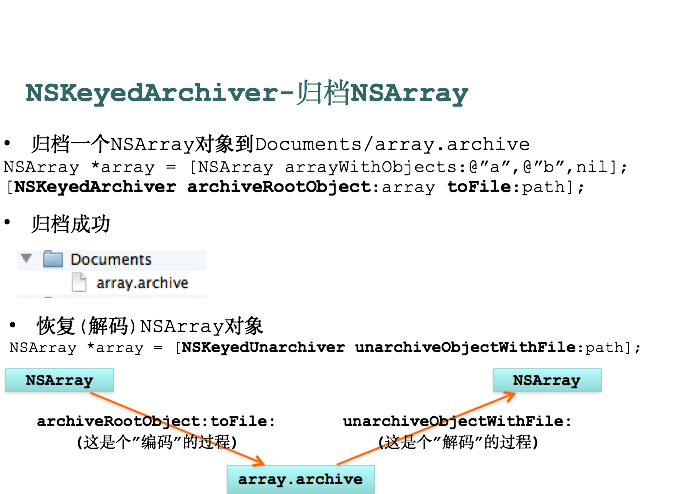 NSKeyedArchiver-归档NSArray
• 归档一个NSArray对象到Documents/array.archive
NSArray *array = [NSArray arrayWithObjects:@”a”,@”b”,nil];
[NSKeyedArchiver archiveRootObject:array toFile:path];
• 归档成功
Documents
array.archive
• 恢复(解码)NSArray对象
NSArray *array = [NSKeyedUnarchiver unarchiveObjectWithFile:path];
NSArray
NSArray
archiveRootObject:toFile:
(这是个”编码”的过程)
unarchiveObjectWithFile:
(这是个”解码”的过程)
array.archive